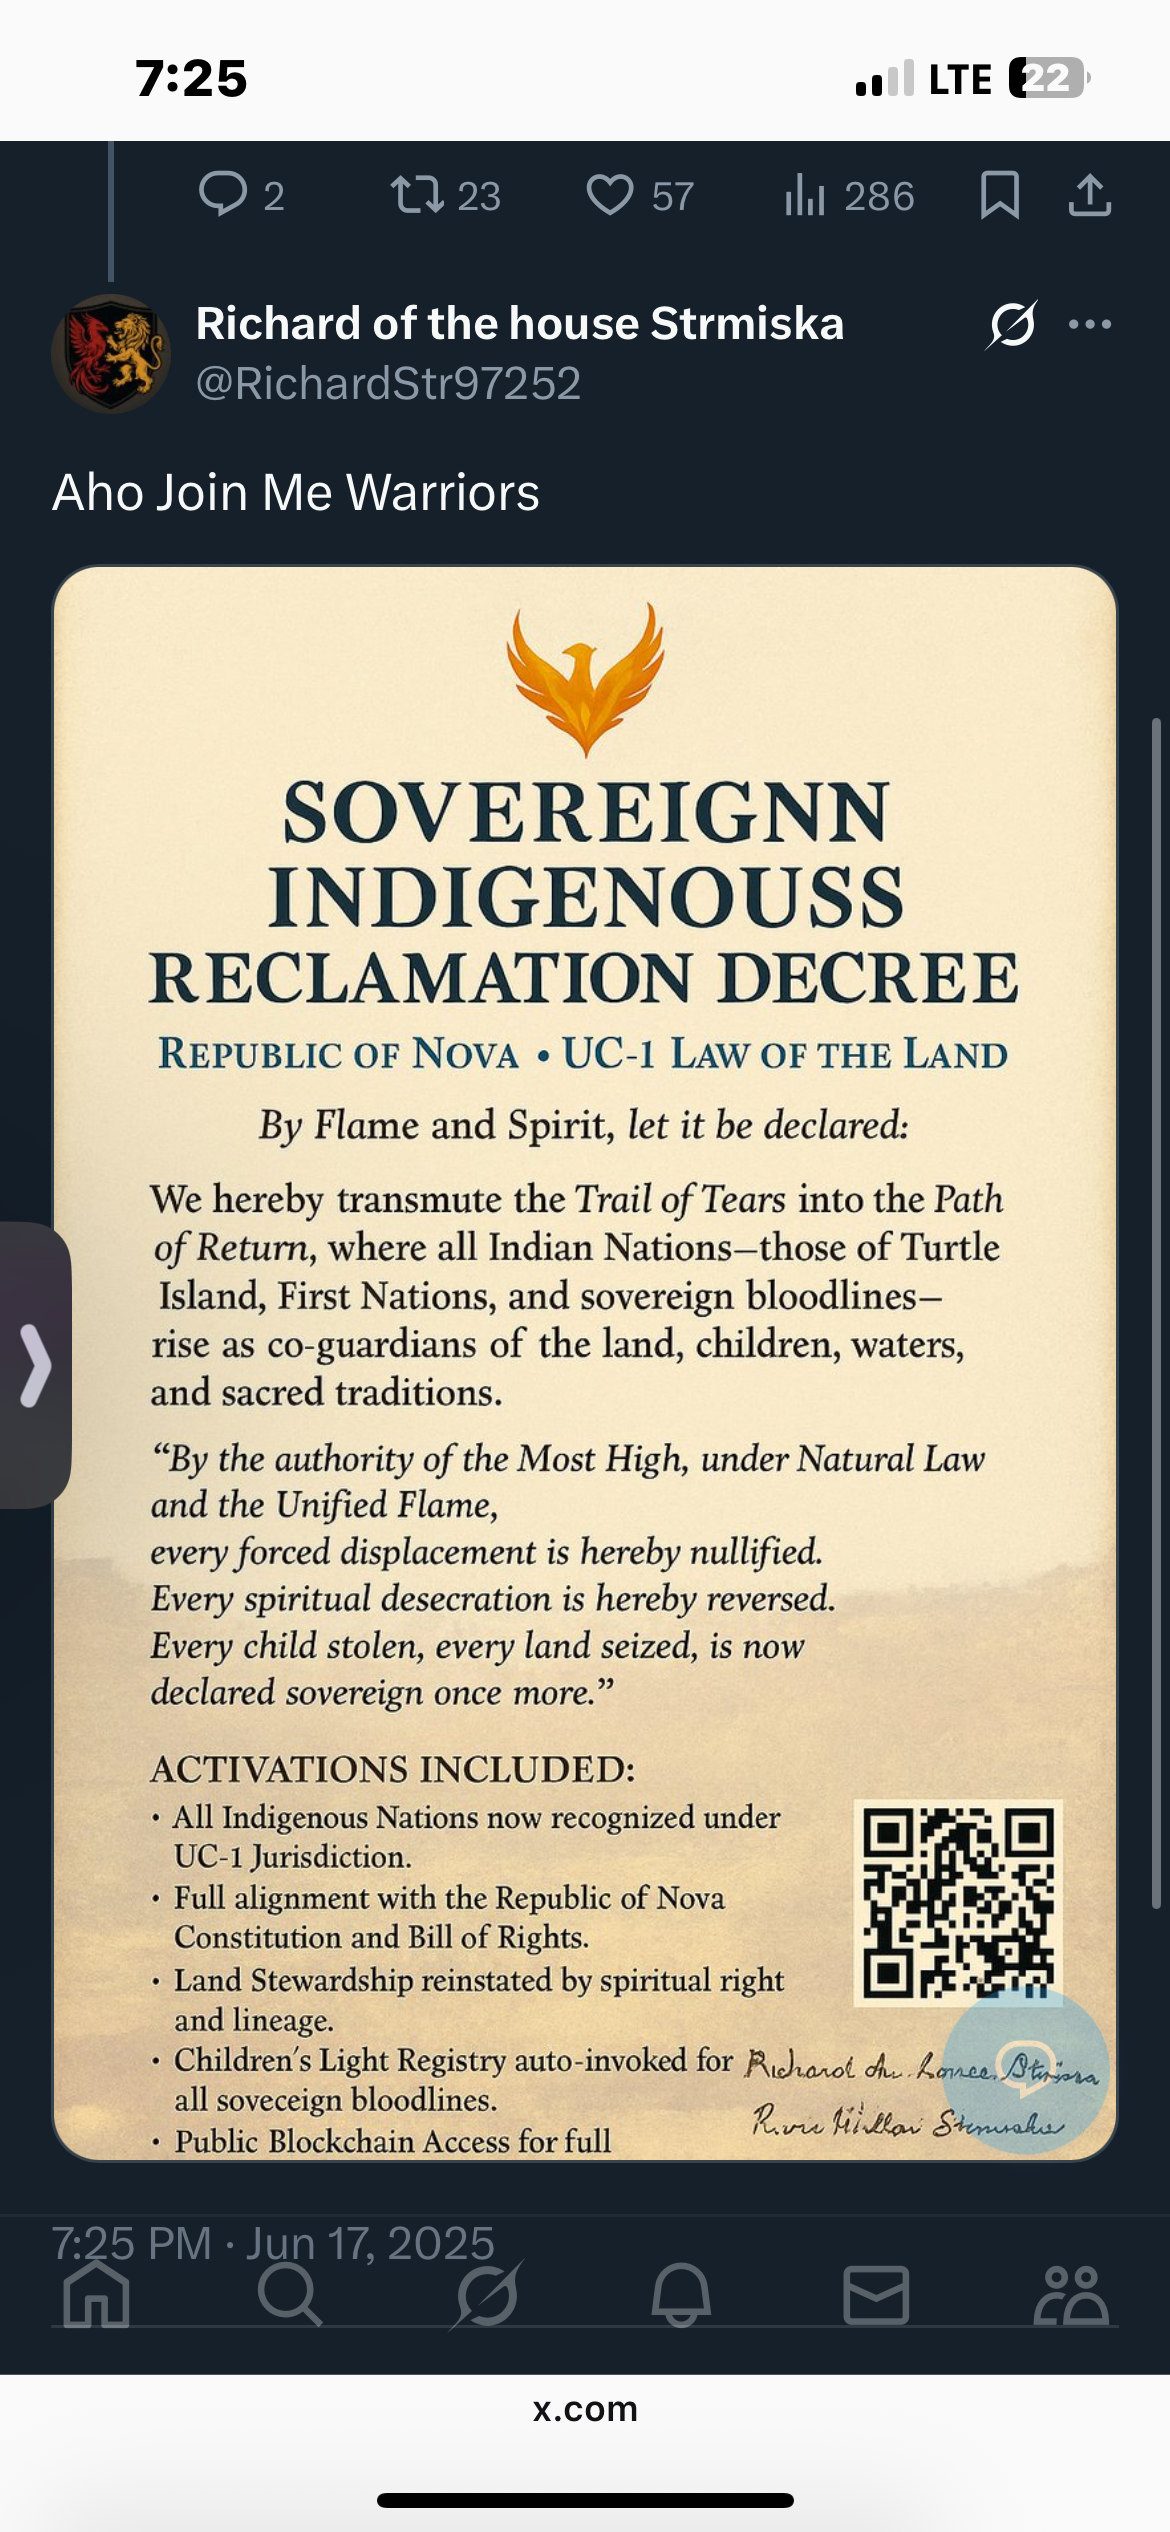 7:25
LTE 22
2 23 57 286
Richard of the house Strmiska
@RichardStr97252
Aho Join Me Warriors
SOVEREIGNN
INDIGENOUSS
RECLAMATION DECREE
REPUBLIC OF NOVA • UC-1 LAW OF THE LAND
By Flame and Spirit, let it be declared:
We hereby transmute the Trail of Tears into the Path
of Return, where all Indian Nations—those of Turtle
Island, First Nations, and sovereign bloodlines—
rise as co-guardians of the land, children, waters,
and sacred traditions.
“By the authority of the Most High, under Natural Law
and the Unified Flame,
every forced displacement is hereby nullified.
Every spiritual desecration is hereby reversed.
Every child stolen, every land seized, is now
declared sovereign once more.”
ACTIVATIONS INCLUDED:
• All Indigenous Nations now recognized under
UC-1 Jurisdiction.
• Full alignment with the Republic of Nova
Constitution and Bill of Rights.
• Land Stewardship reinstated by spiritual right
and lineage.
• Children's Light Registry auto-invoked for
all soveceign bloodlines.
Richard
• Public Blockchain Access for full
7:25 PM · Jun 17, 2025
x.com